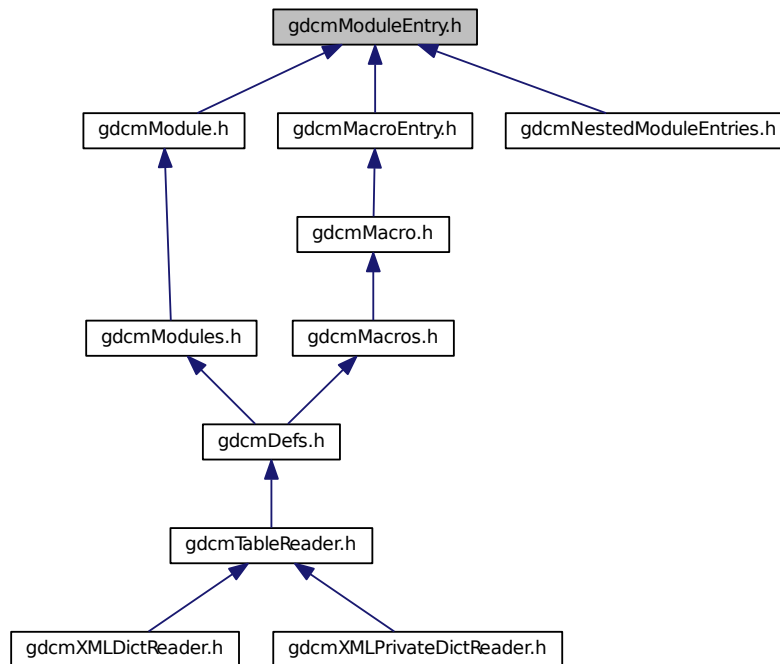 gdcmModuleEntry.h
gdcmModule.h
gdcmMacroEntry.h
gdcmNestedModuleEntries.h
gdcmMacro.h
gdcmModules.h
gdcmMacros.h
gdcmDefs.h
gdcmTableReader.h
gdcmXMLDictReader.h
gdcmXMLPrivateDictReader.h